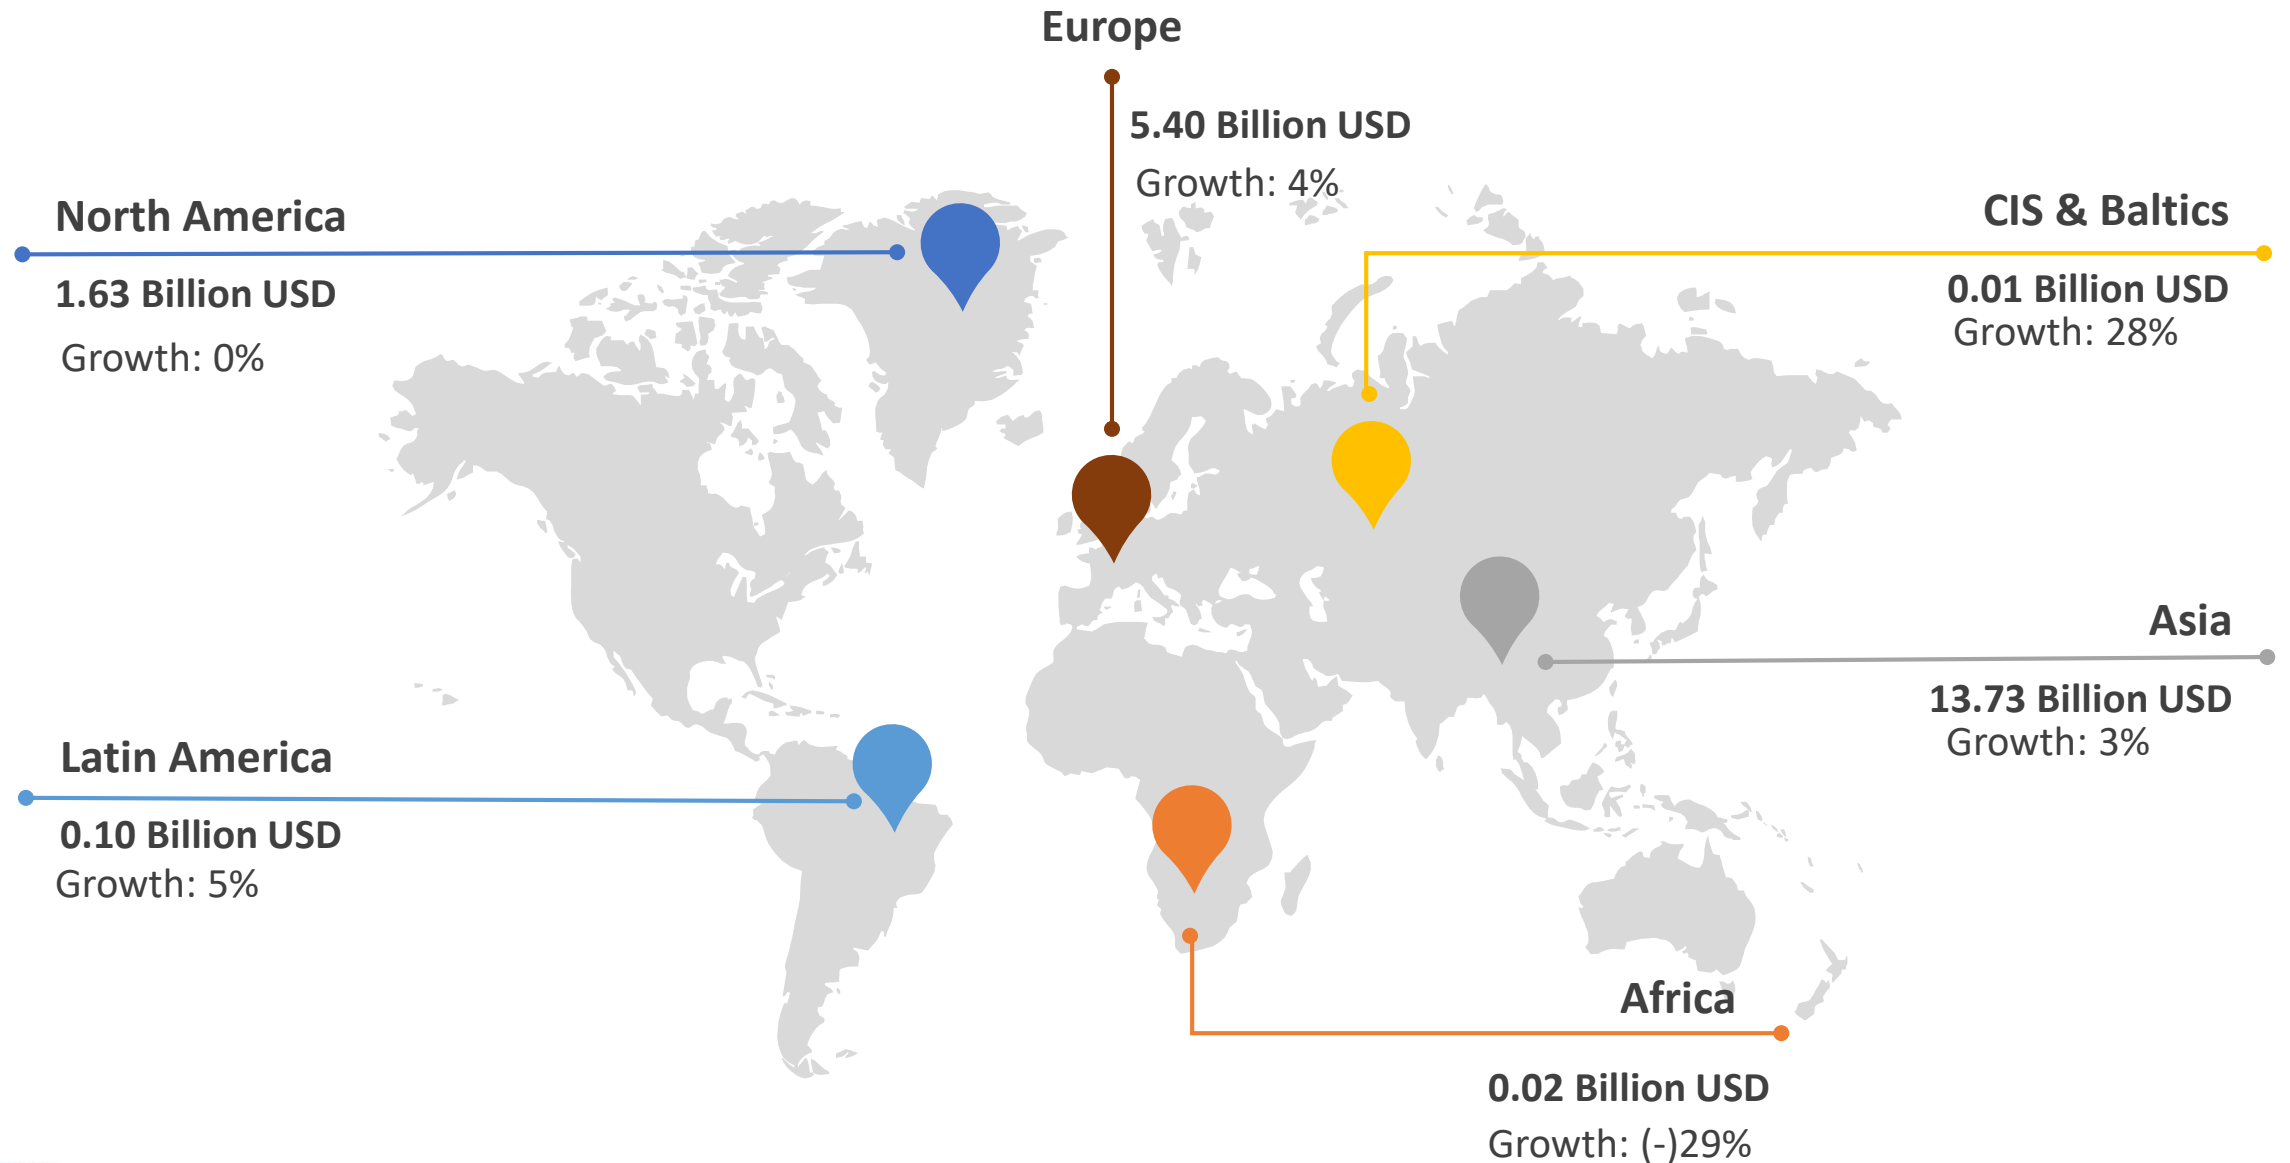 Europe
5.40 Billion USD
Growth: 4%
North America
1.63 Billion USD
Growth: 0%
CIS & Baltics
0.01 Billion USD
Growth: 28%
Asia
13.73 Billion USD
Growth: 3%
Latin America
0.10 Billion USD
Growth: 5%
Africa
0.02 Billion USD
Growth: (-)29%